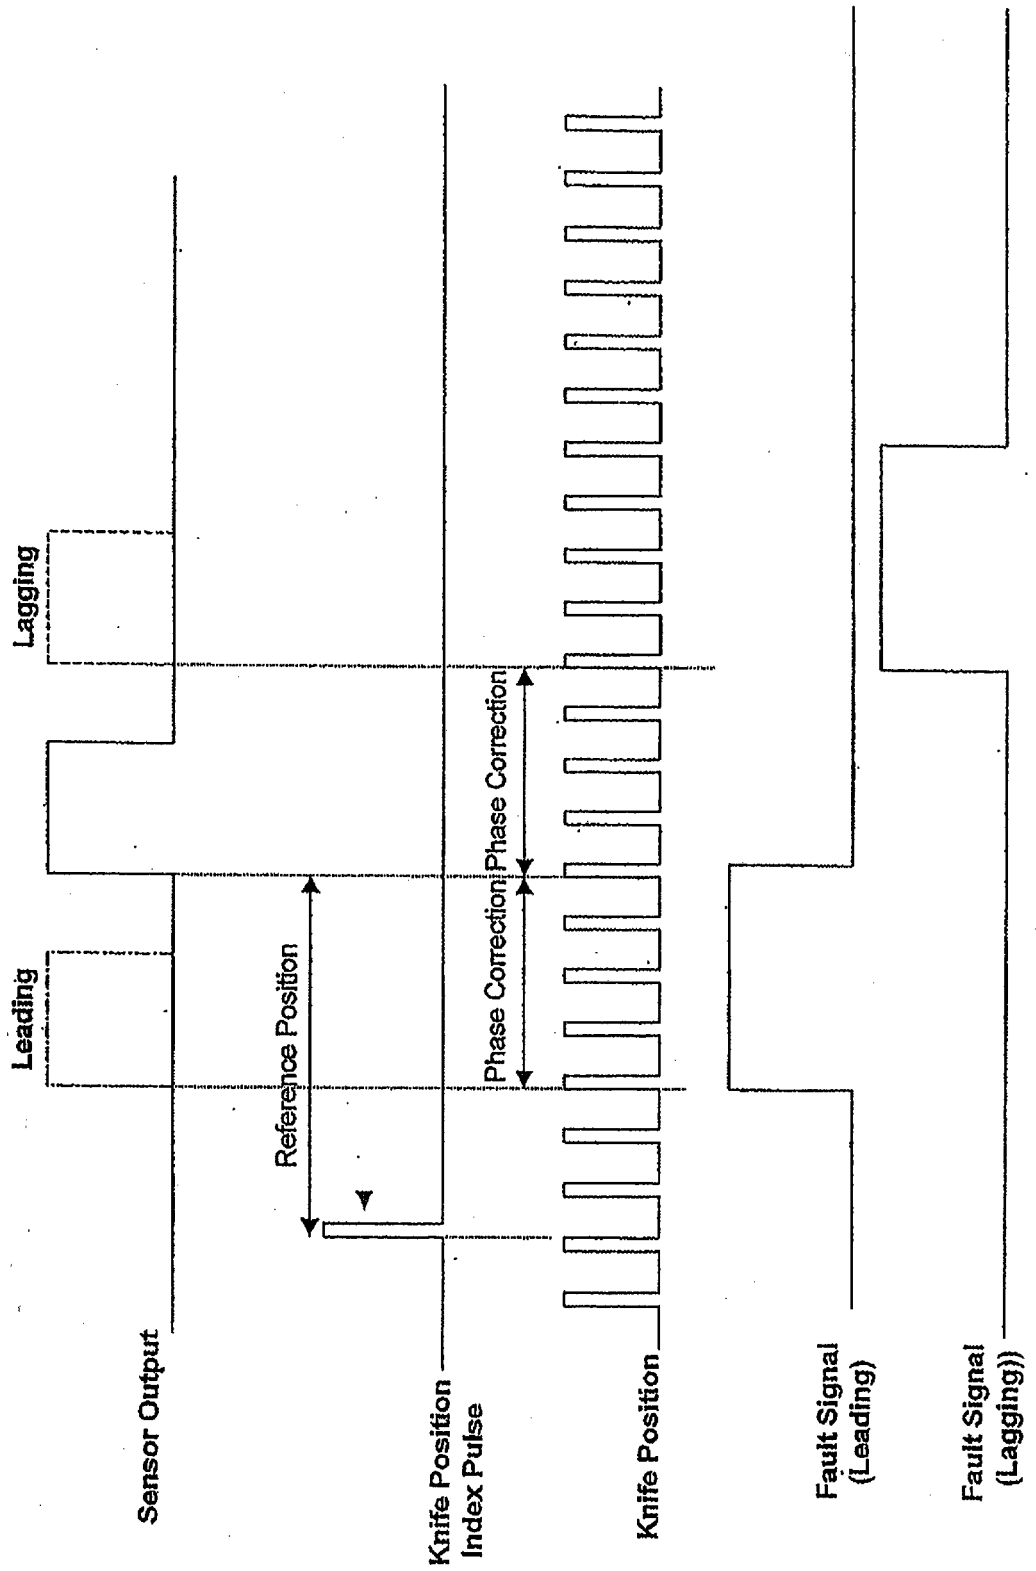 Leading
Lagging
Sensor Output
Reference Position
Knife Position
Index Pulse
Phase Correction
Phase Correction
Knife Position
Fault Signal
(Leading)
Fault Signal
(Lagging))